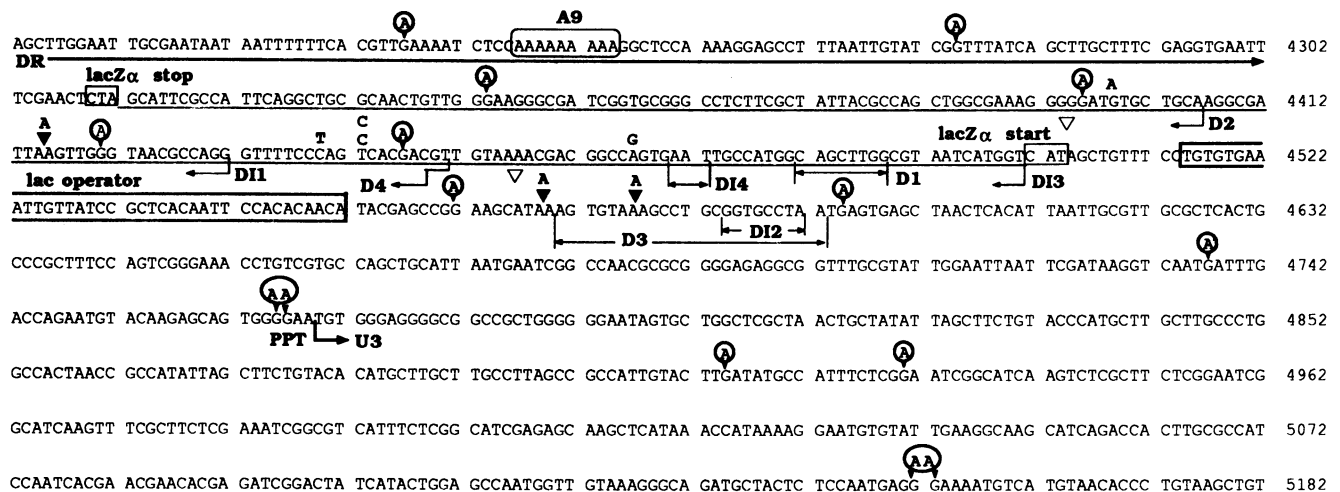 A A9 A
AGCTTGGAAT TGCGAATAAT AATTTTTTCA CGTTGAAAAT CTCCAAAAAA AAAGGCTCCA AAAGGAGCCT TTAATTGTAT CGGTTTATCA GCTTGCTTTC GAGGTGAATT 4302
DR
lacZα stop A A A
TCGAACTCTA GCATTCGCCA TTCAGGCTGC GCAACTGTTG GGAAGGGCGA TCGGTGCGGG CCTCTTCGCT ATTACGCCAG CTGGCGAAAG GGGGATGTGC TGCAAGGCGA 4412
A A T C C A G lacZα start D2
TTAAGTTGGG TAACGCCAGG GTTTTCCCAG TCACGACGTT GTAAAACGAC GGCCAGTGAA TTGCCATGGC AGCTTGGCGT AATCATGGTC CATAGCTGTTTC CTGTGTGAA 4522
lac operator DI1 D4 A A A DI4 D1 A DI3
ATTGTTATCC GCTCACAATT CCACACAACA TACGAGCCGG AAGCATAAAG TGTAAAGCCT GCGGTGCCTAA ATGAGTGAGC TAACTCACAT TAATTGCGTT GCGCTCACTG 4632
D3 DI2 A
CCCGCTTTCC AGTCGGGAAA CCTGTCGTGC CAGCTGCATT AATGAATCGG CCAACGCGCG GGGAGAGGCG GTTTGCGTAT TGGAATTAAT TCGATAAGGT CAATGATTTG 4742
AA
ACCAGAATGT ACAAGAGCAG TGGGGAATGT GGGAGGGGCG GCCGCTGGGG GGAATAGTGC TGGCTCGCTA ACTGCTATAT TAGCTTCTGT ACCCATGCTT GCTTGCCCTG 4852
PPT U3 A A
GCCACTAACC GCCATATTAG CTTCTGTACA CATGCTTGCT TGCCTTAGCC GCCATTGTAC TTGATATGCC ATTTCTCGGA ATCGGCATCA AGTCTCGCTT CTCGGAATCG 4962
GCATCAAGTT TCGCTTCTCG AAATCGGCGT CATTTCTCGG CATCGAGAGC AAGCTCATAA ACCATAAAAG GAATGTGTAT TGAAGGCAAG CATCAGACCA CTTGCGCCAT 5072
AA
CCAATCACGA ACGAACACGA GATCGGACTA TCATACTGGA GCCAATGGTT GTAAAGGGCA GATGCTACTC TCCAATGAGG GAAAATGTCA TGTAACACCC TGTAAGCTGT 5182